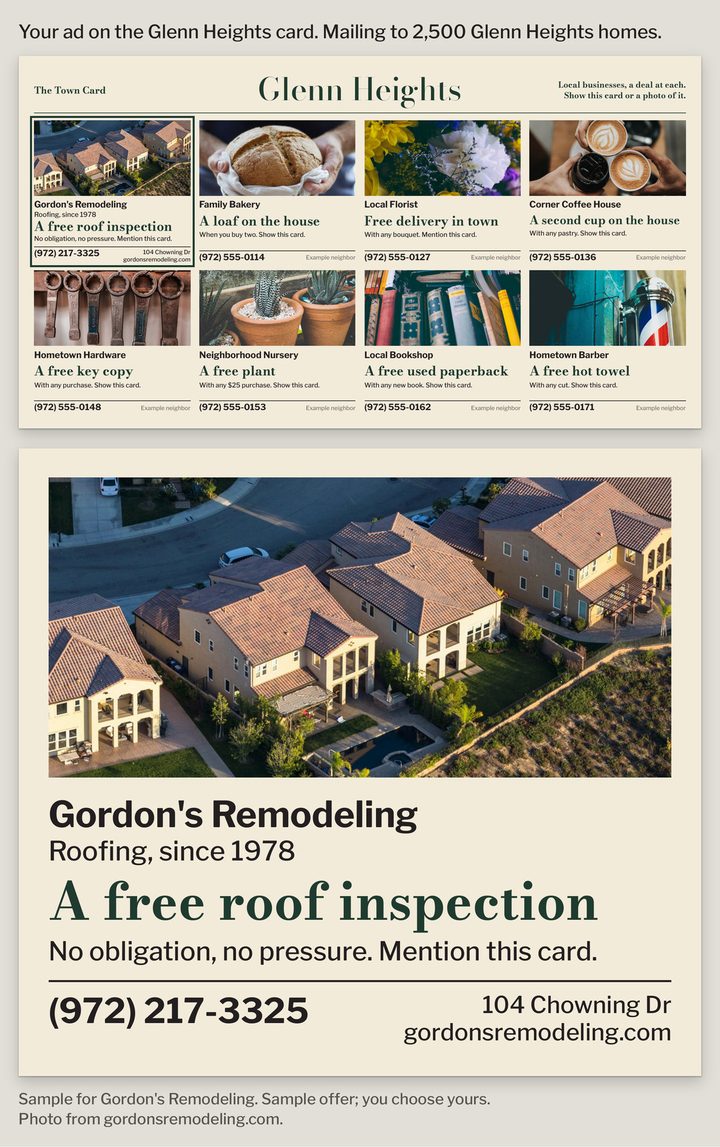 Your ad on the Glenn Heights card. Mailing to 2,500 Glenn Heights homes.
The Town Card
Glenn Heights
Local businesses, a deal at each.
Show this card or a photo of it.
Gordon's Remodeling
Roofing, since 1978
A free roof inspection
No obligation, no pressure. Mention this card.
(972) 217-3325
104 Chowning Dr
gordonsremodeling.com
Family Bakery
A loaf on the house
When you buy two. Show this card.
(972) 555-0114
Example neighbor
Local Florist
Free delivery in town
With any bouquet. Mention this card.
(972) 555-0127
Example neighbor
Corner Coffee House
A second cup on the house
With any pastry. Show this card.
(972) 555-0136
Example neighbor
Hometown Hardware
A free key copy
With any purchase. Show this card.
(972) 555-0148
Example neighbor
Neighborhood Nursery
A free plant
With any $25 purchase. Show this card.
(972) 555-0153
Example neighbor
Local Bookshop
A free used paperback
With any new book. Show this card.
(972) 555-0162
Example neighbor
Hometown Barber
A free hot towel
With any cut. Show this card.
(972) 555-0171
Example neighbor
Gordon's Remodeling
Roofing, since 1978
A free roof inspection
No obligation, no pressure. Mention this card.
(972) 217-3325
104 Chowning Dr
gordonsremodeling.com
Sample for Gordon's Remodeling. Sample offer; you choose yours.
Photo from gordonsremodeling.com.